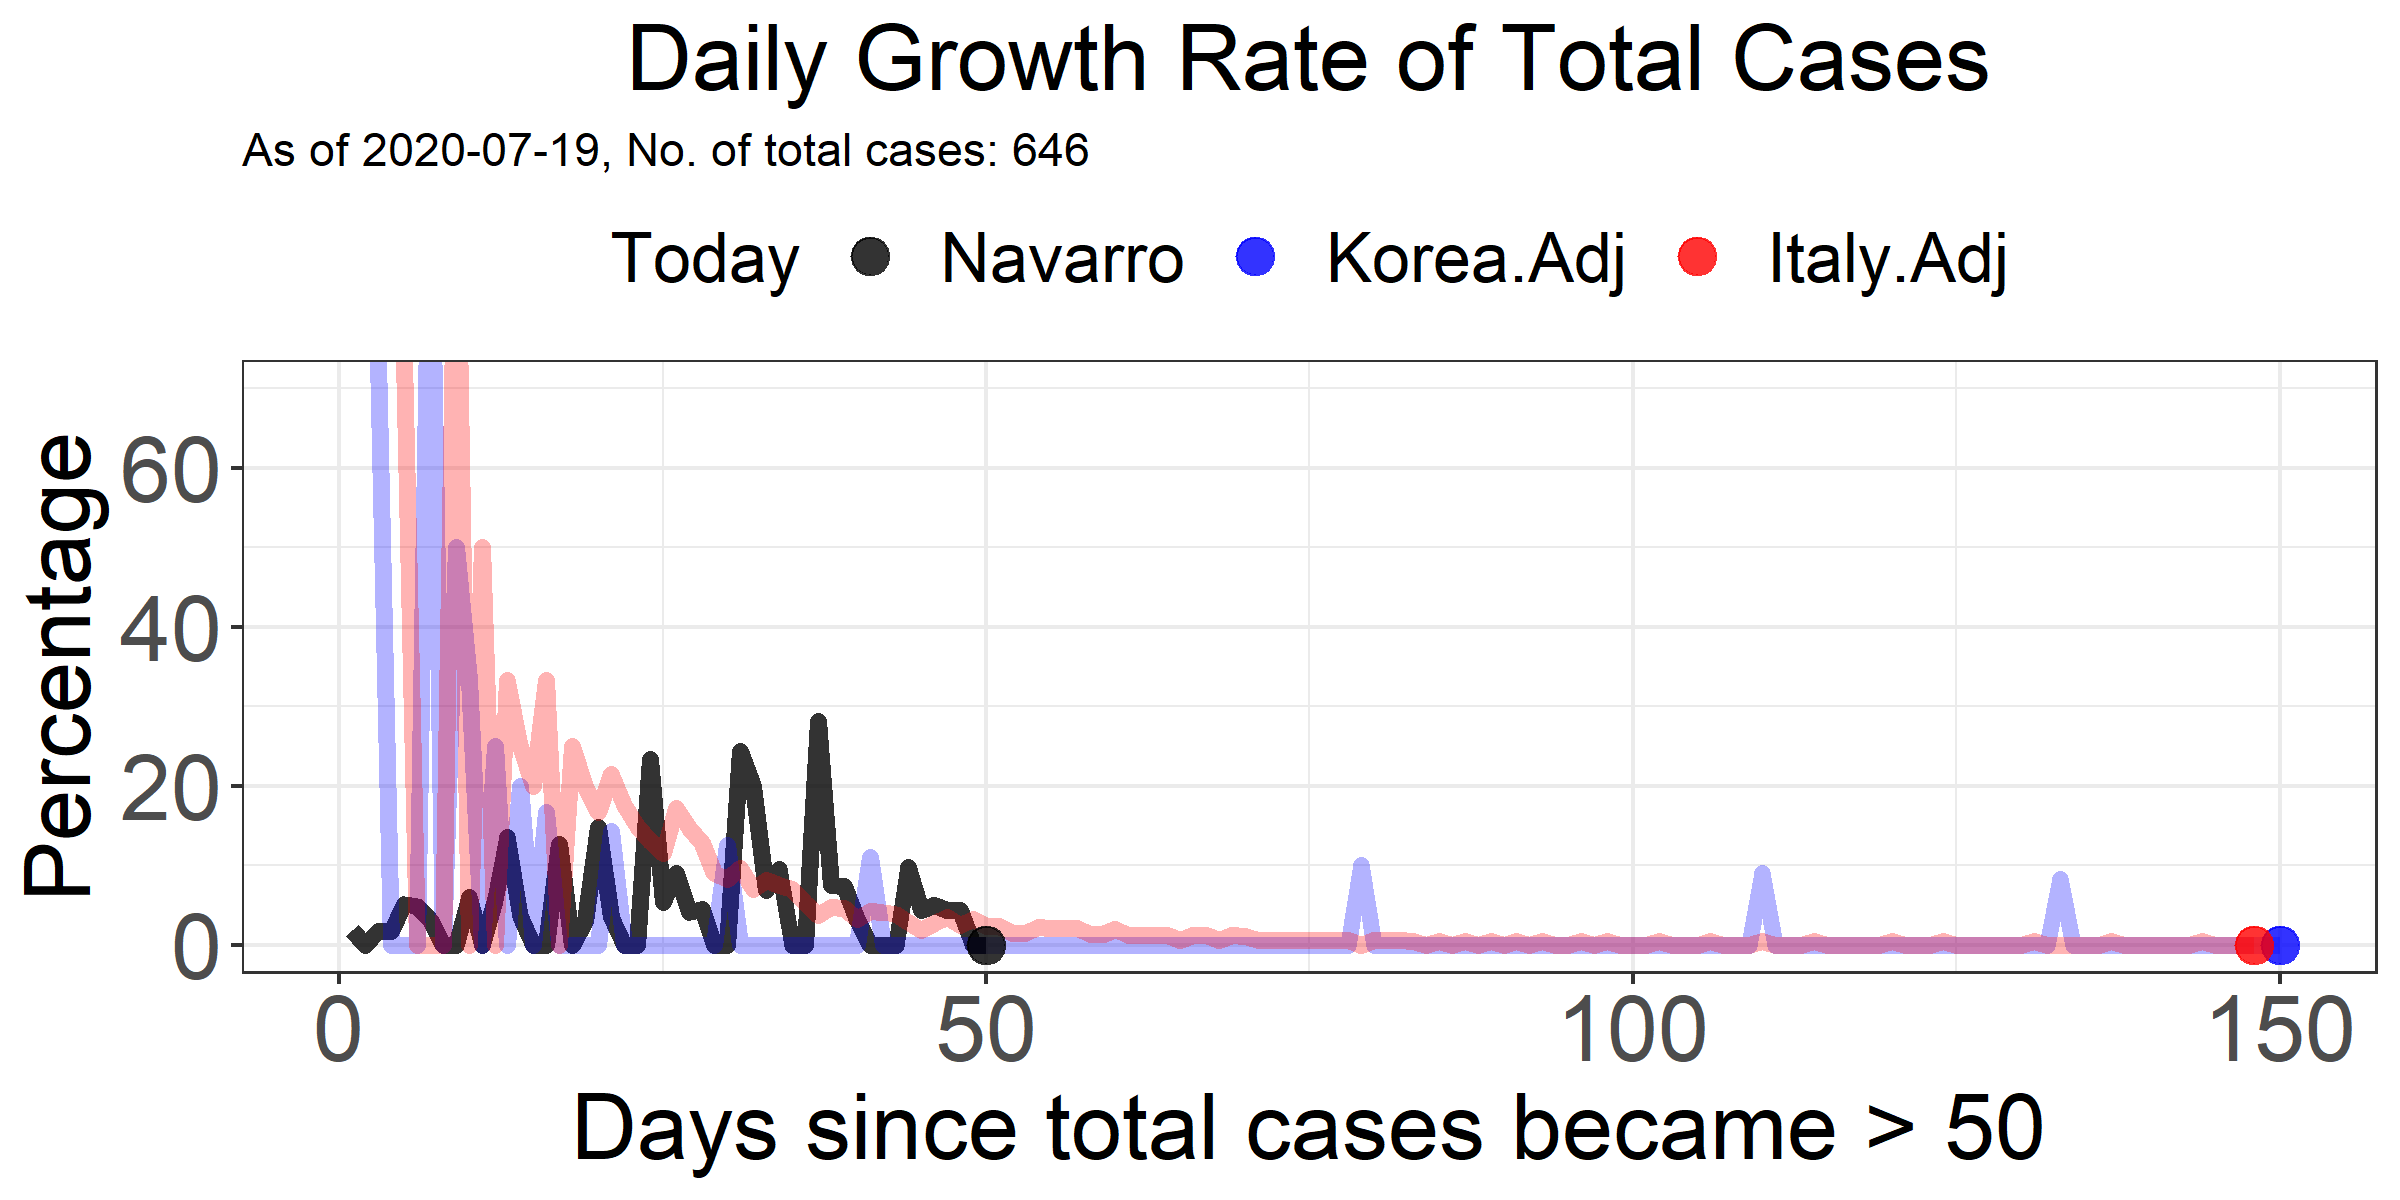 Daily Growth Rate of Total Cases
As of 2020-07-19, No. of total cases: 646
Today Navarro Korea.Adj Italy.Adj
Percentage
60
40
20
0
0 50 100 150
Days since total cases became > 50